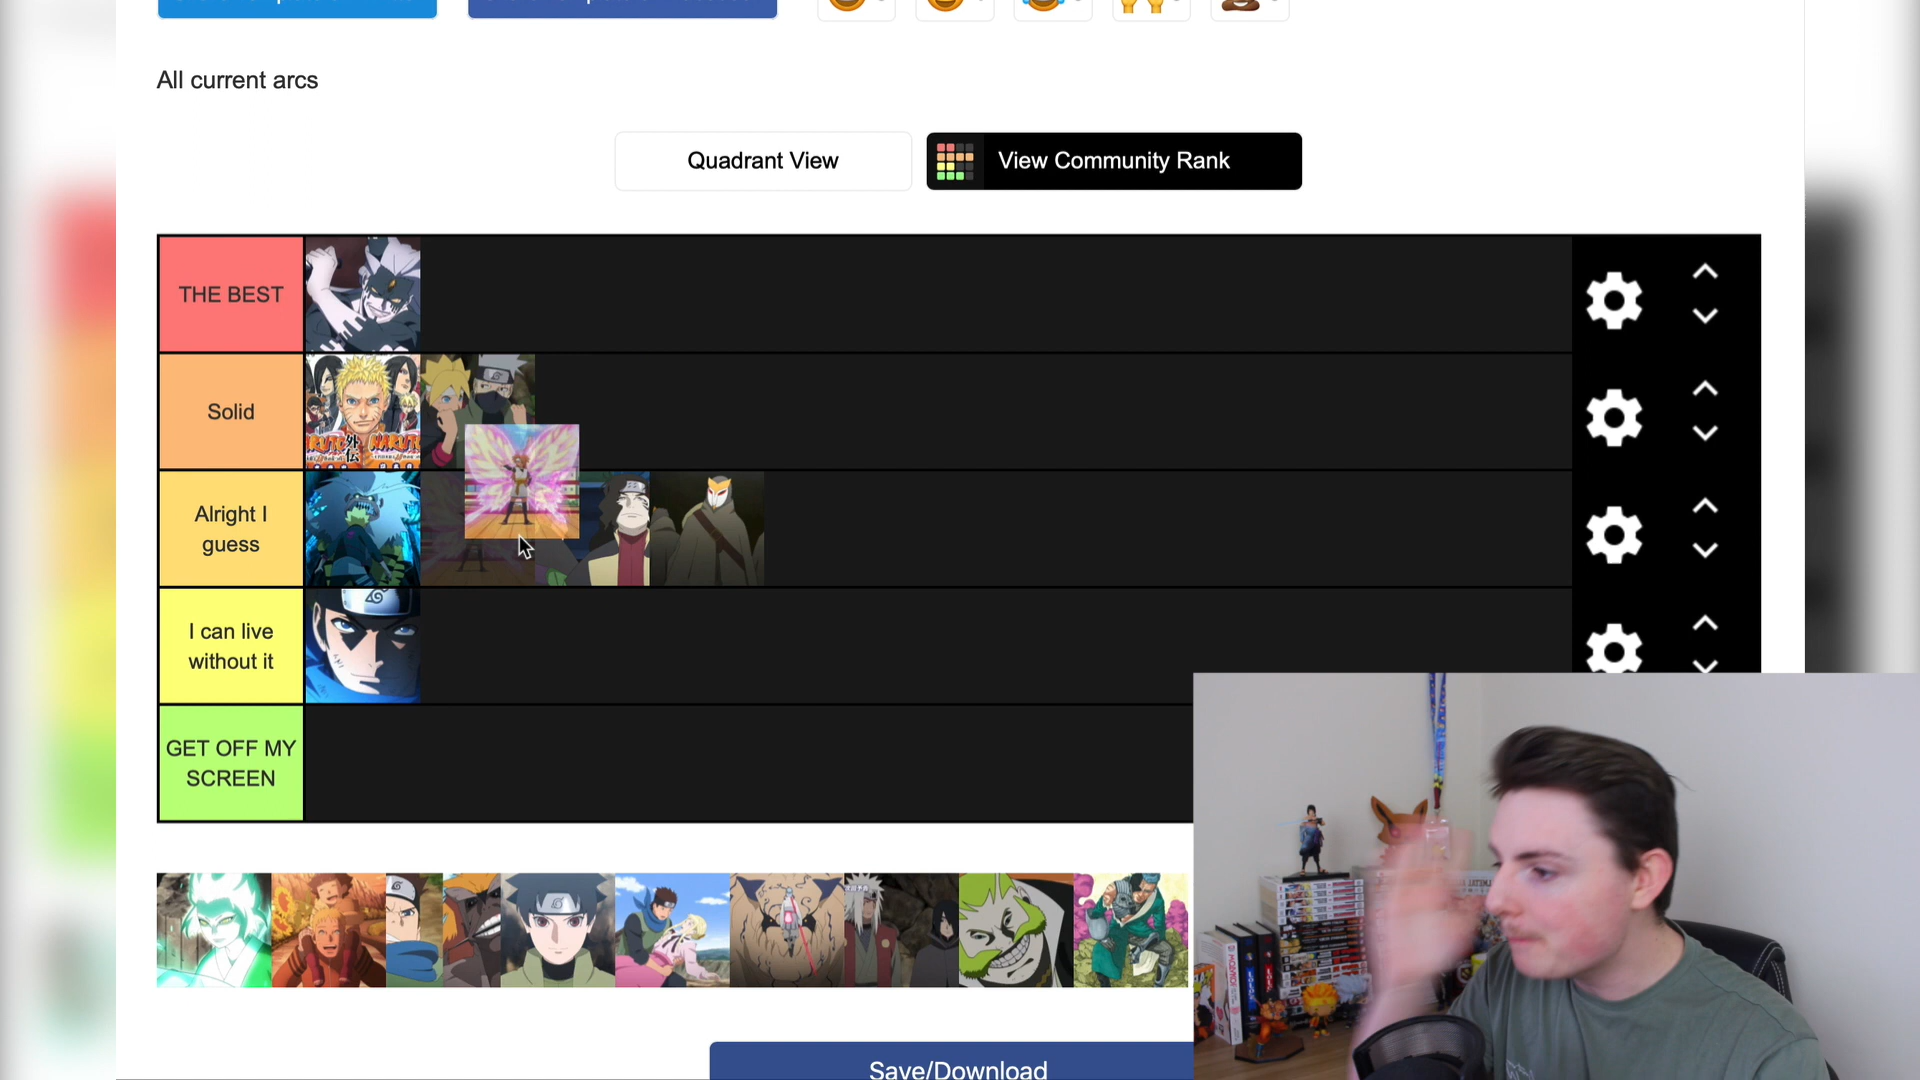 All current arcs
Quadrant View
View Community Rank
THE BEST
Solid
Alright I
guess
I can live
without it
GET OFF MY
SCREEN
Save/Download